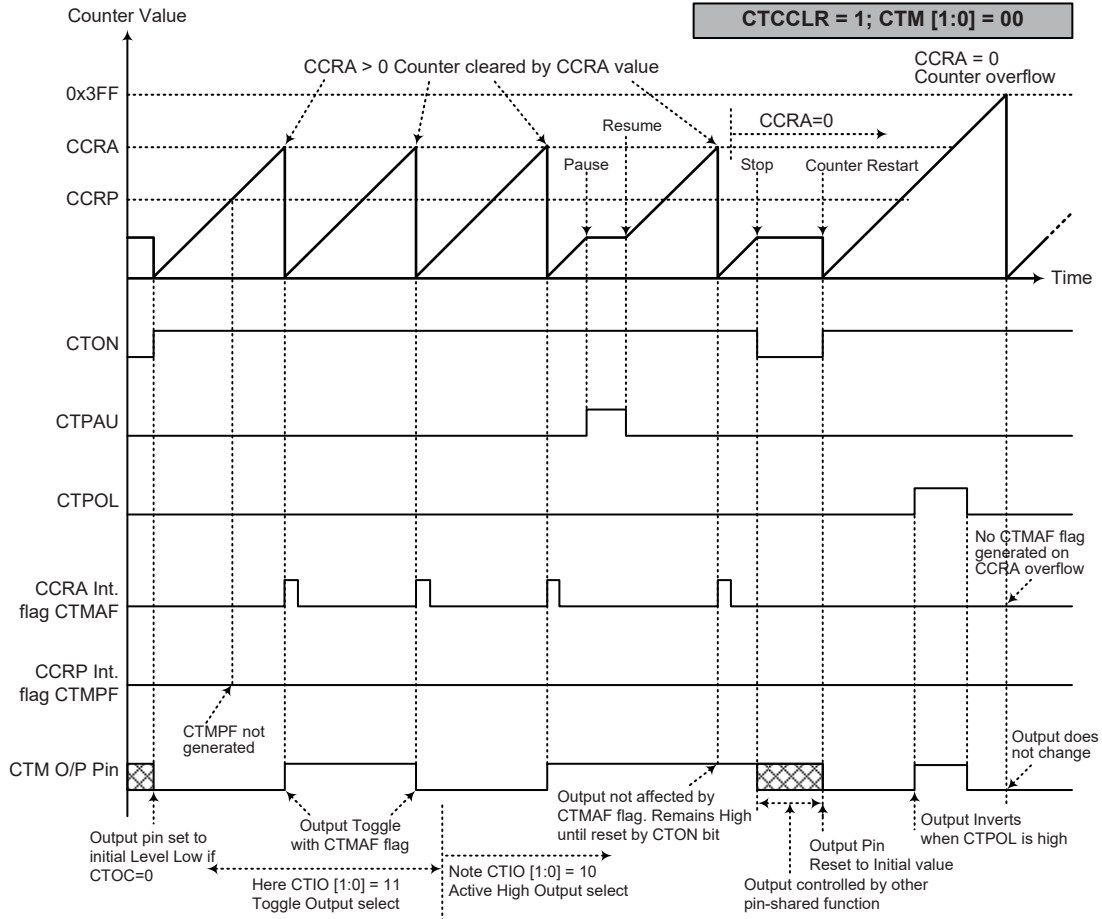 Counter Value
CTCCLR = 1; CTM [1:0] = 00
CCRA > 0 Counter cleared by CCRA value
CCRA = 0
Counter overflow
0x3FF
Resume
CCRA=0
CCRA
Pause
Stop
Counter Restart
CCRP
Time
CTON
CTPAU
CTPOL
No CTMAF flag
generated on
CCRA overflow
CCRA Int.
flag CTMAF
CCRP Int.
flag CTMPF
CTMPF not
generated
Output does
not change
CTM O/P Pin
Output pin set to
initial Level Low if
CTOC=0
Output Toggle
with CTMAF flag
Output not affected by
CTMAF flag. Remains High
until reset by CTON bit
Output Inverts
when CTPOL is high
Output Pin
Reset to Initial value
Here CTIO [1:0] = 11
Toggle Output select
Note CTIO [1:0] = 10
Active High Output select
Output controlled by other
pin-shared function